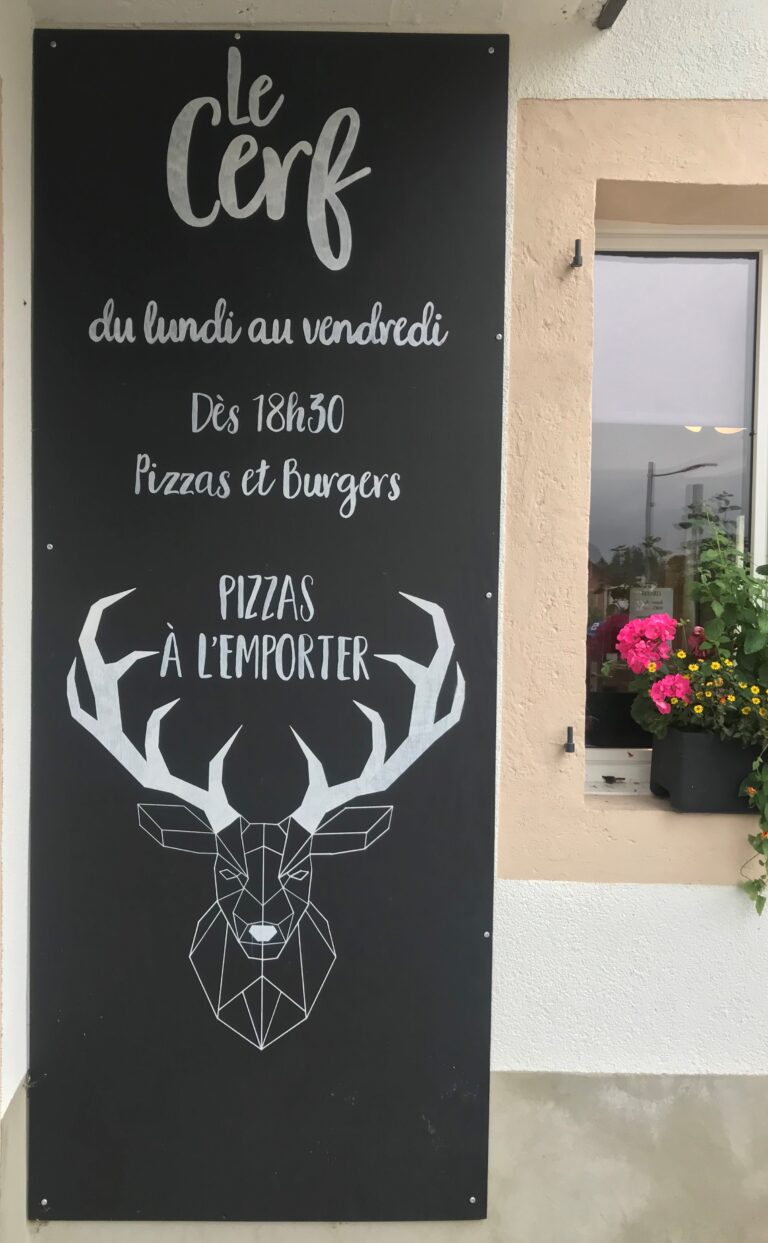 Le
Cerf
du lundi au vendredi
Dès 18h30
Pizzas et Burgers
PIZZAS
À L'EMPORTER